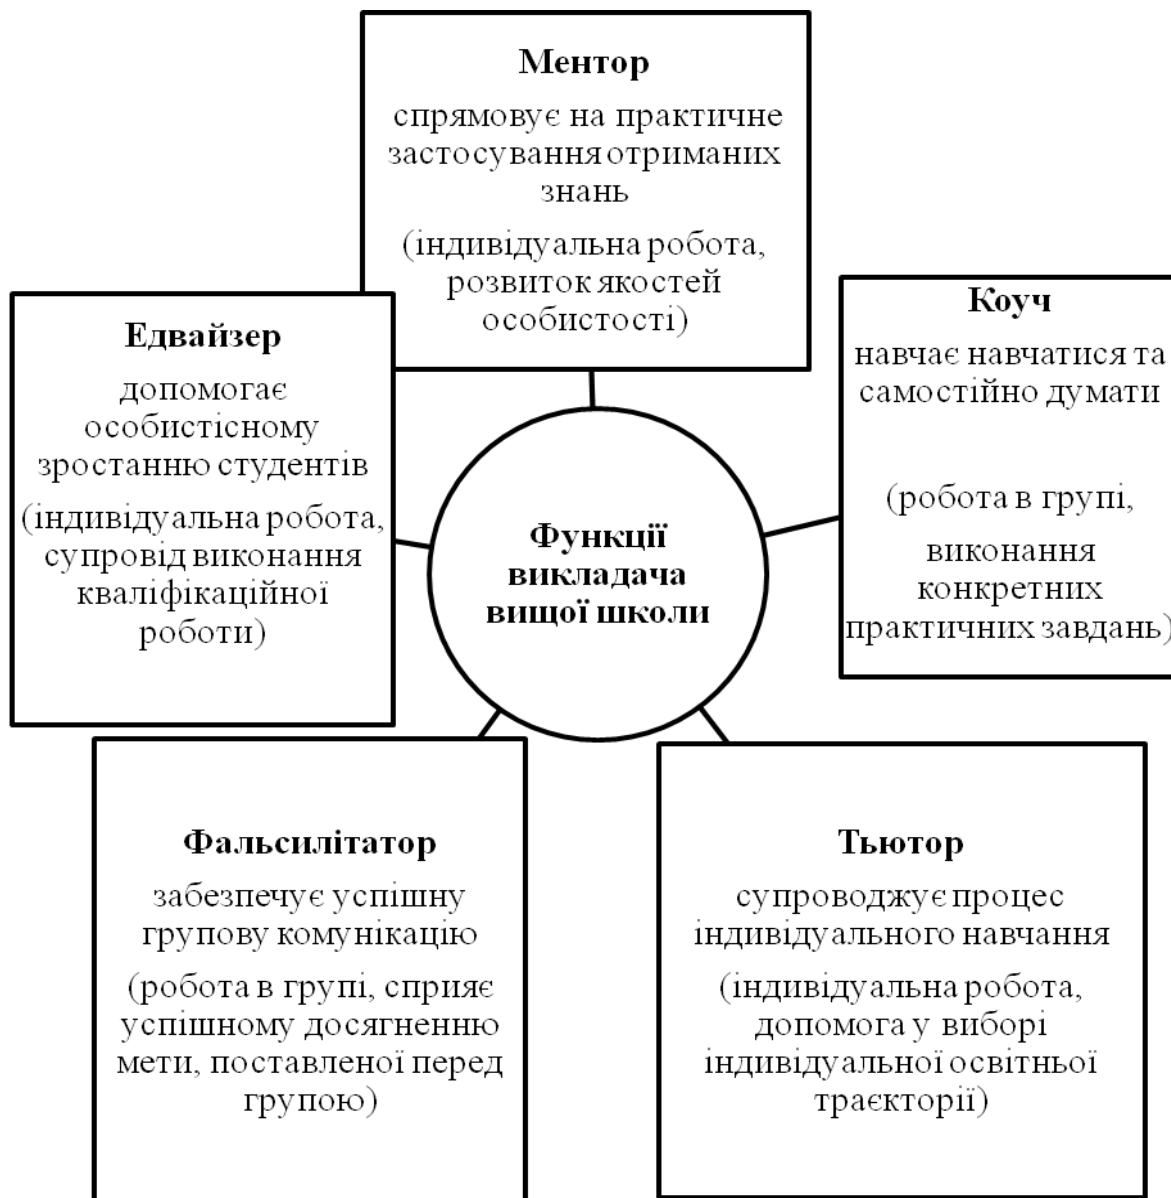 Ментор
спрямовує на практичне
застосування отриманих
знань
(індивідуальна робота,
розвиток якостей
особистості)
Коуч
навчає навчатися та
самостійно думати
(робота в групі,
виконання
конкретних
практичних завдань)
Едвайзер
допомогає
особистісному
зростанню студентів
(індивідуальна робота,
супровід виконання
кваліфікаційної
роботи)
Функції
викладача
вищої школи
Фальсилітатор
забезпечує успішну
групову комунікацію
(робота в групі, сприяє
успішному досягненню
мети, поставленої перед
групою)
Тьютор
супроводжує процес
індивідуального навчання
(індивідуальна робота,
допомога у виборі
індивідуальної освітньої
траєкторії)